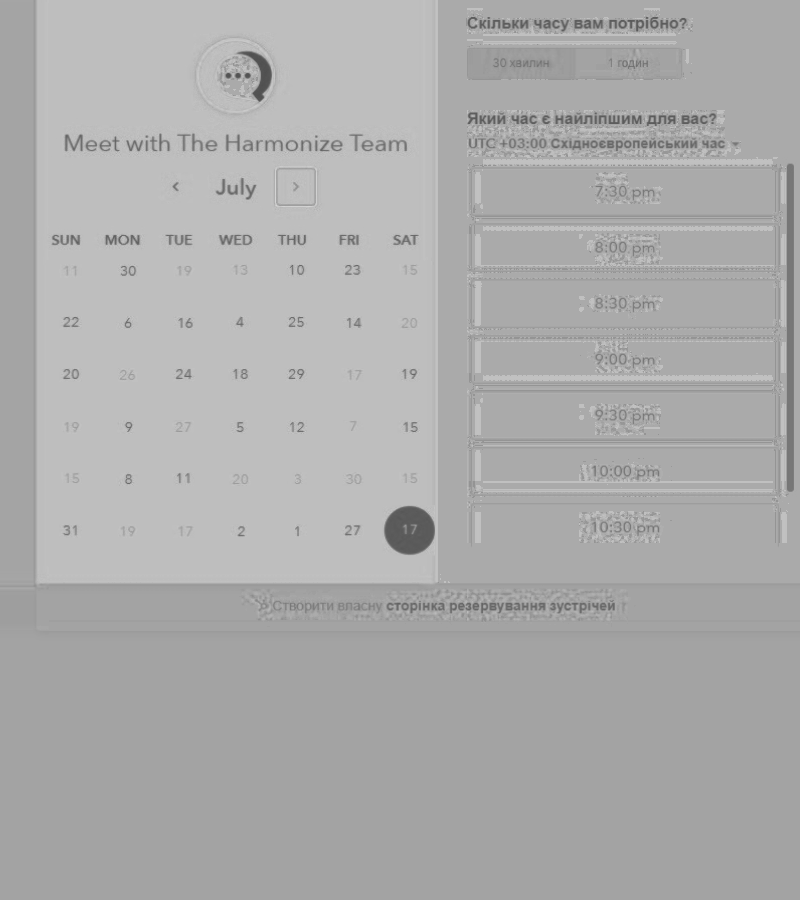 Meet with The Harmonize Team
‹ July ›
SUN MON TUE WED THU FRI SAT
11 30 19 13 10 23 15
22 6 16 4 25 14 20
20 26 24 18 29 17 19
19 9 27 5 12 7 15
15 8 11 20 3 30 15
31 19 17 2 1 27 17
Скільки часу вам потрібно?
30 хвилин 1 годин
Який час є найліпшим для вас?
UTC +03:00 Східноєвропейський час
7:30 pm
8:00 pm
8:30 pm
9:00 pm
9:30 pm
10:00 pm
10:30 pm
Створити власну сторінка резервування зустрічей